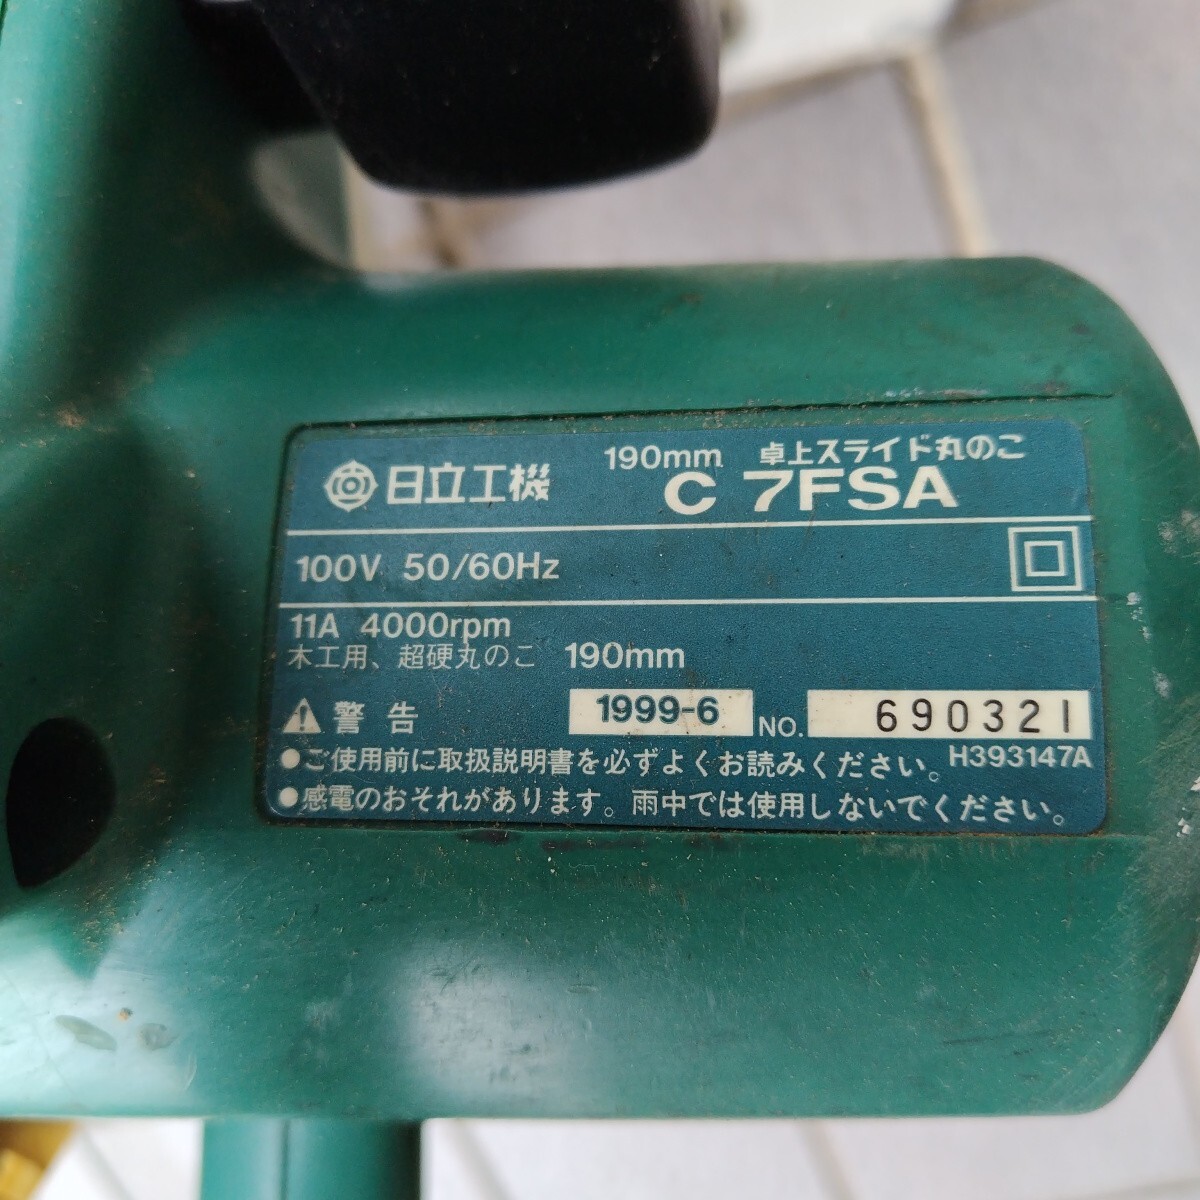 日立工機 190mm 卓上スライド丸のこ
C 7FSA
100V 50/60Hz
11A 4000rpm
木工用、超硬丸のこ 190mm
警告 1999-6 NO. 690321
●ご使用前に取扱説明書を必ずよくお読みください。 H393147A
●感電のおそれがあります。雨中では使用しないでください。